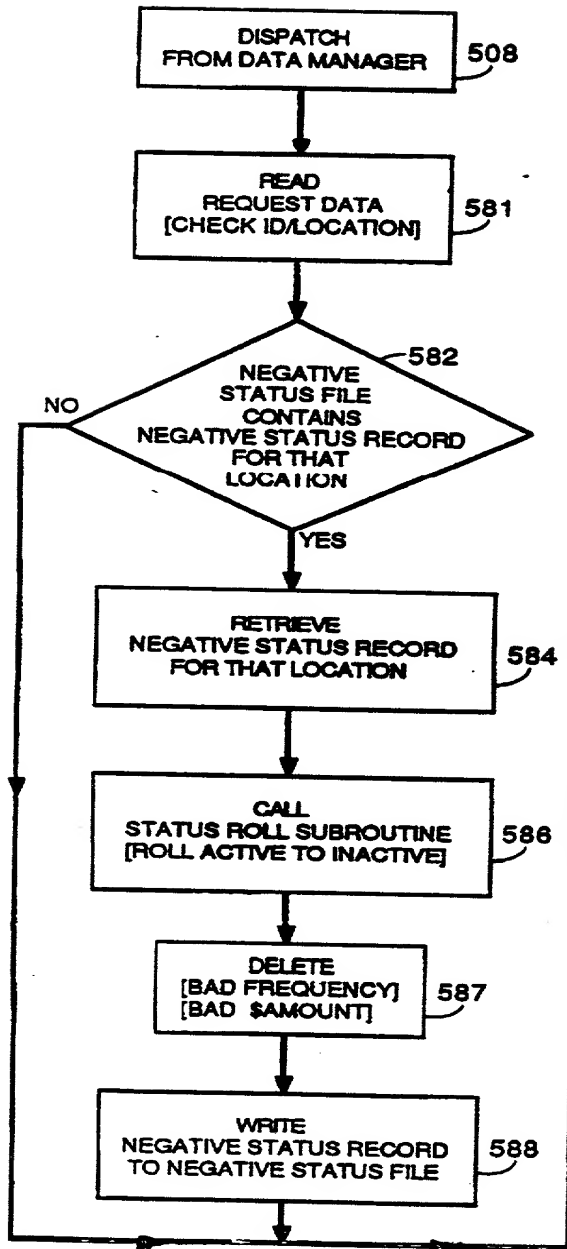 DISPATCH
FROM DATA MANAGER
508
READ
REQUEST DATA
[CHECK ID/LOCATION]
581
582
NEGATIVE
STATUS FILE
CONTAINS
NEGATIVE STATUS RECORD
FOR THAT
LOCATION
NO
YES
RETRIEVE
NEGATIVE STATUS RECORD
FOR THAT LOCATION
584
CALL
STATUS ROLL SUBROUTINE
[ROLL ACTIVE TO INACTIVE]
586
DELETE
[BAD FREQUENCY]
[BAD $AMOUNT]
587
WRITE
NEGATIVE STATUS RECORD
TO NEGATIVE STATUS FILE
588